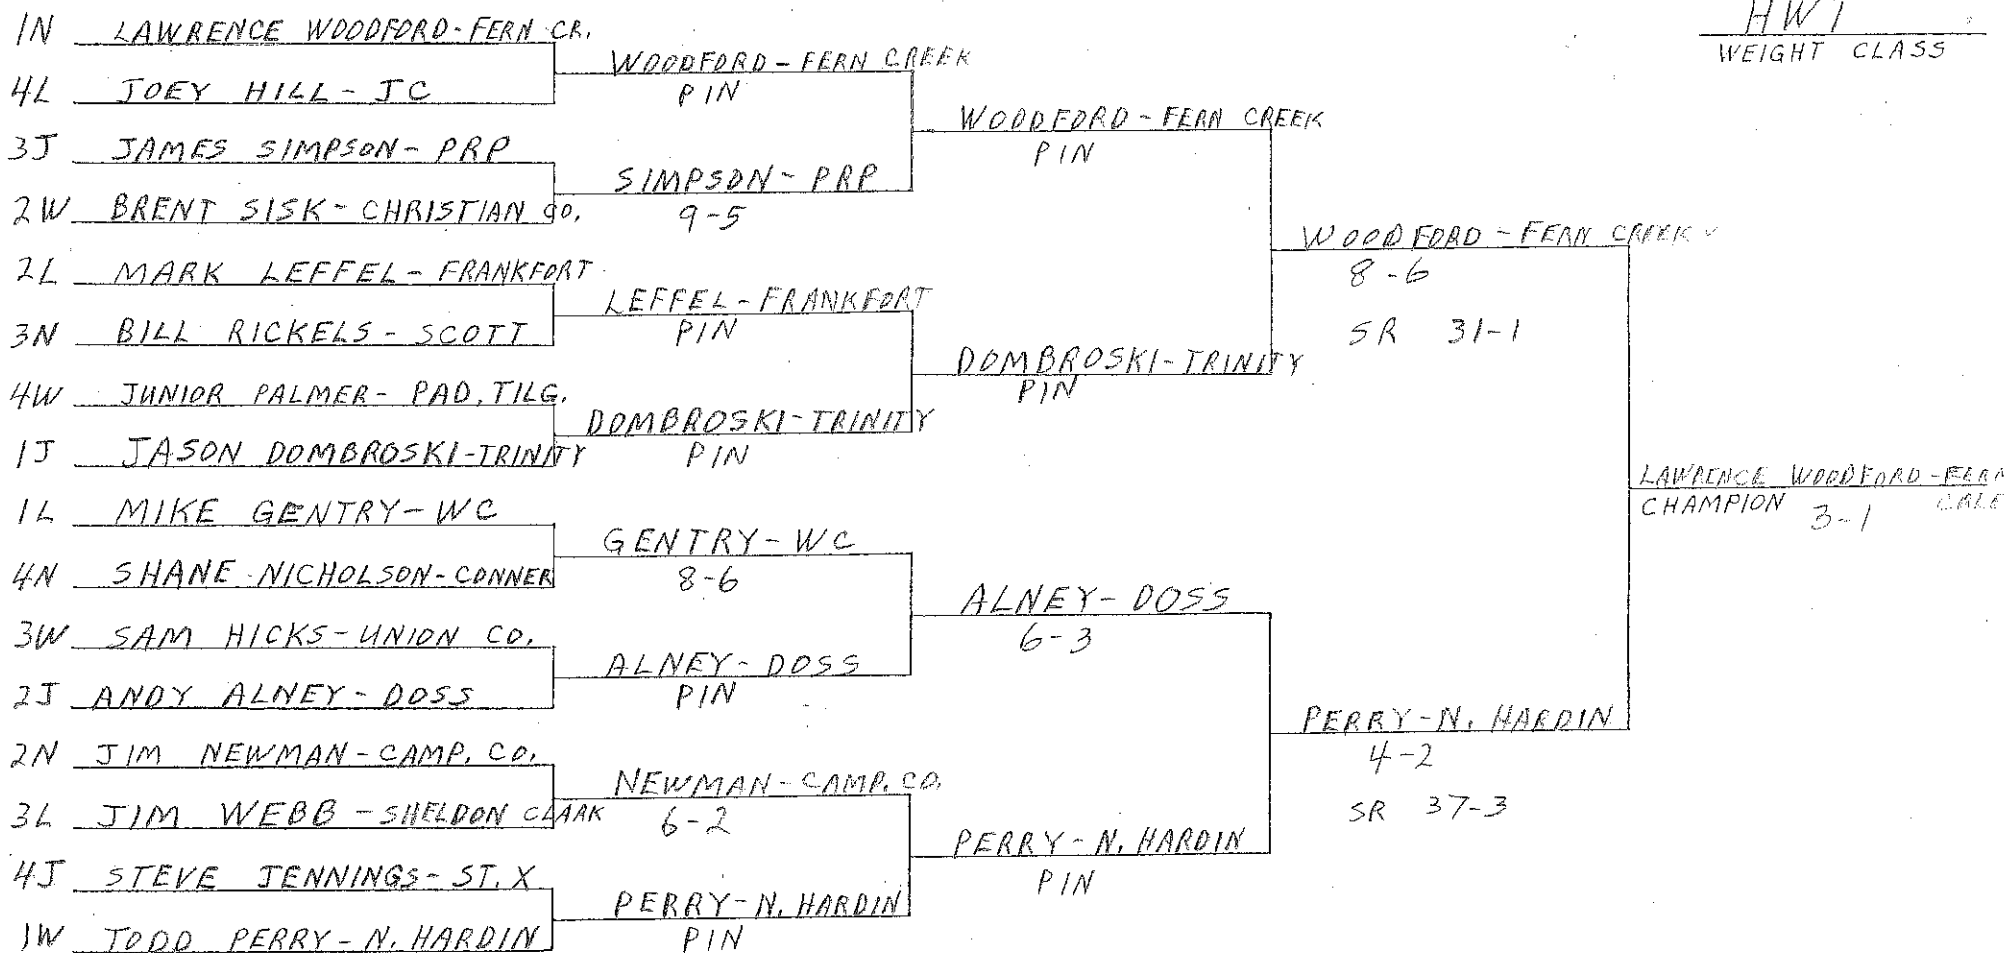 HWT
WEIGHT CLASS
1N LAWRENCE WOODFORD-FERN CR.
4L JOEY HILL-JC
3J JAMES SIMPSON-PRP
2W BRENT SISK-CHRISTIAN CO.
2L MARK LEFFEL-FRANKFORT
3N BILL RICKELS-SCOTT
4W JUNIOR PALMER-PAD. TILG.
1J JASON DOMBROSKI-TRINITY
1L MIKE GENTRY-WC
4N SHANE NICHOLSON-CONNER
3W SAM HICKS-UNION CO.
2J ANDY ALNEY-DOSS
2N JIM NEWMAN-CAMP. CO.
3L JIM WEBB-SHELDON CLARK
4J STEVE JENNINGS-ST. X
1W TODD PERRY-N. HARDIN
WOODFORD-FERN CREEK
PIN
SIMPSON-PRP
9-5
LEFFEL-FRANKFORT
PIN
DOMBROSKI-TRINITY
PIN
GENTRY-WC
8-6
ALNEY-DOSS
PIN
NEWMAN-CAMP. CO.
6-2
PERRY-N. HARDIN
PIN
WOODFORD-FERN CREEK
PIN
DOMBROSKI-TRINITY
PIN
ALNEY-DOSS
6-3
PERRY-N. HARDIN
PIN
WOODFORD-FERN CREEK
8-6
SR 31-1
PERRY-N. HARDIN
4-2
SR 37-3
LAWRENCE WOODFORD-FERN
CHAMPION 3-1